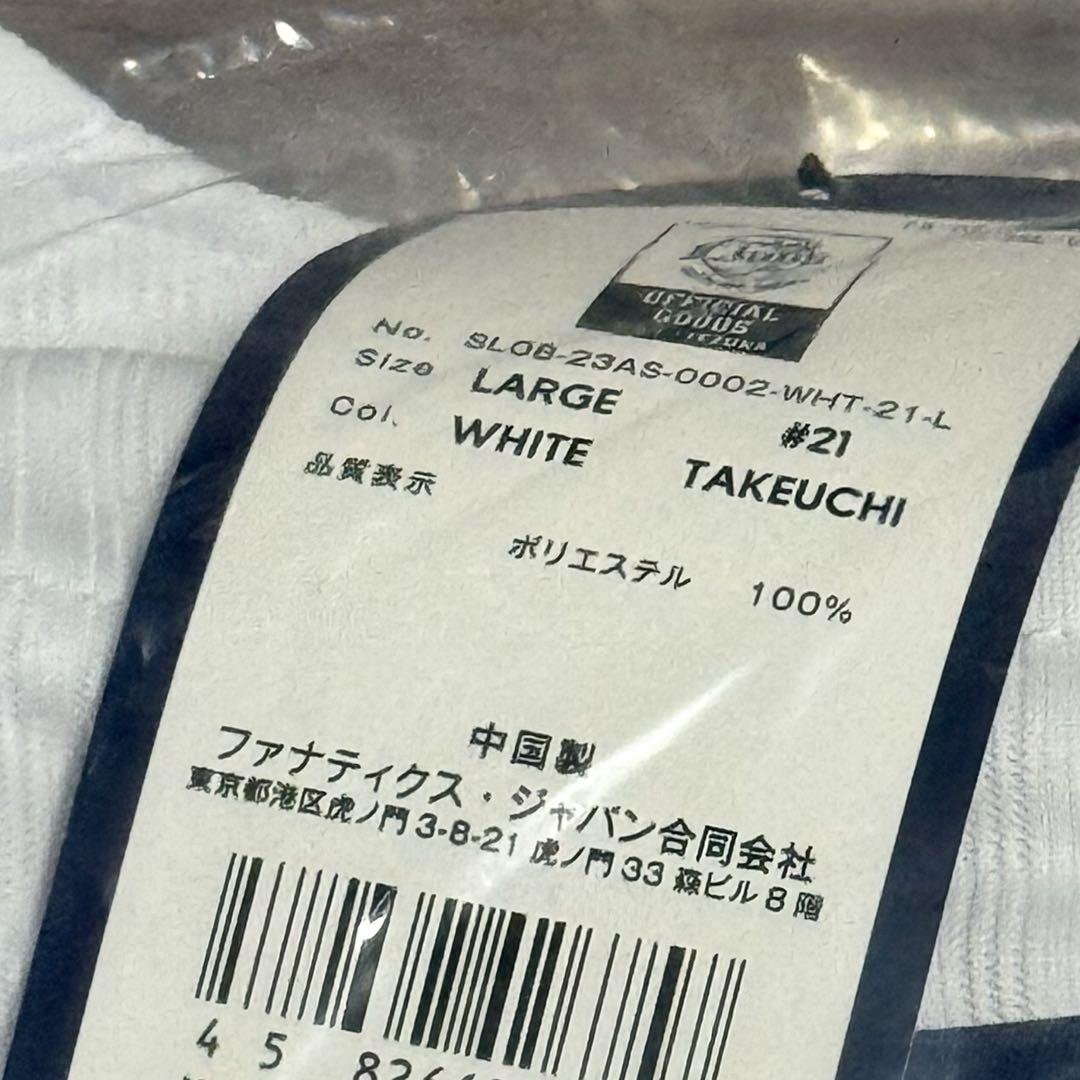 OFFICIAL
GOODS
No. SLOB-23AS-0002-WHT-21-L
Size LARGE #21
Col. WHITE TAKEUCHI
品質表示
ポリエステル 100%
中国製
ファナティクス・ジャパン合同会社
東京都港区虎ノ門 3-8-21 虎ノ門 33 森ビル 8 階
4 5